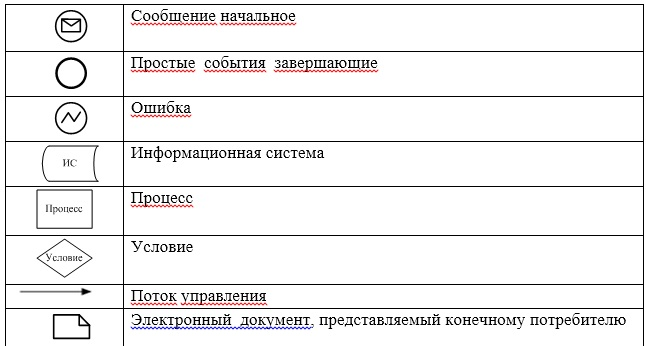 Сообщение начальное
Простые события завершающие
Ошибка
ИС
Информационная система
Процесс
Процесс
Условие
Условие
Поток управления
Электронный документ, представляемый конечному потребителю